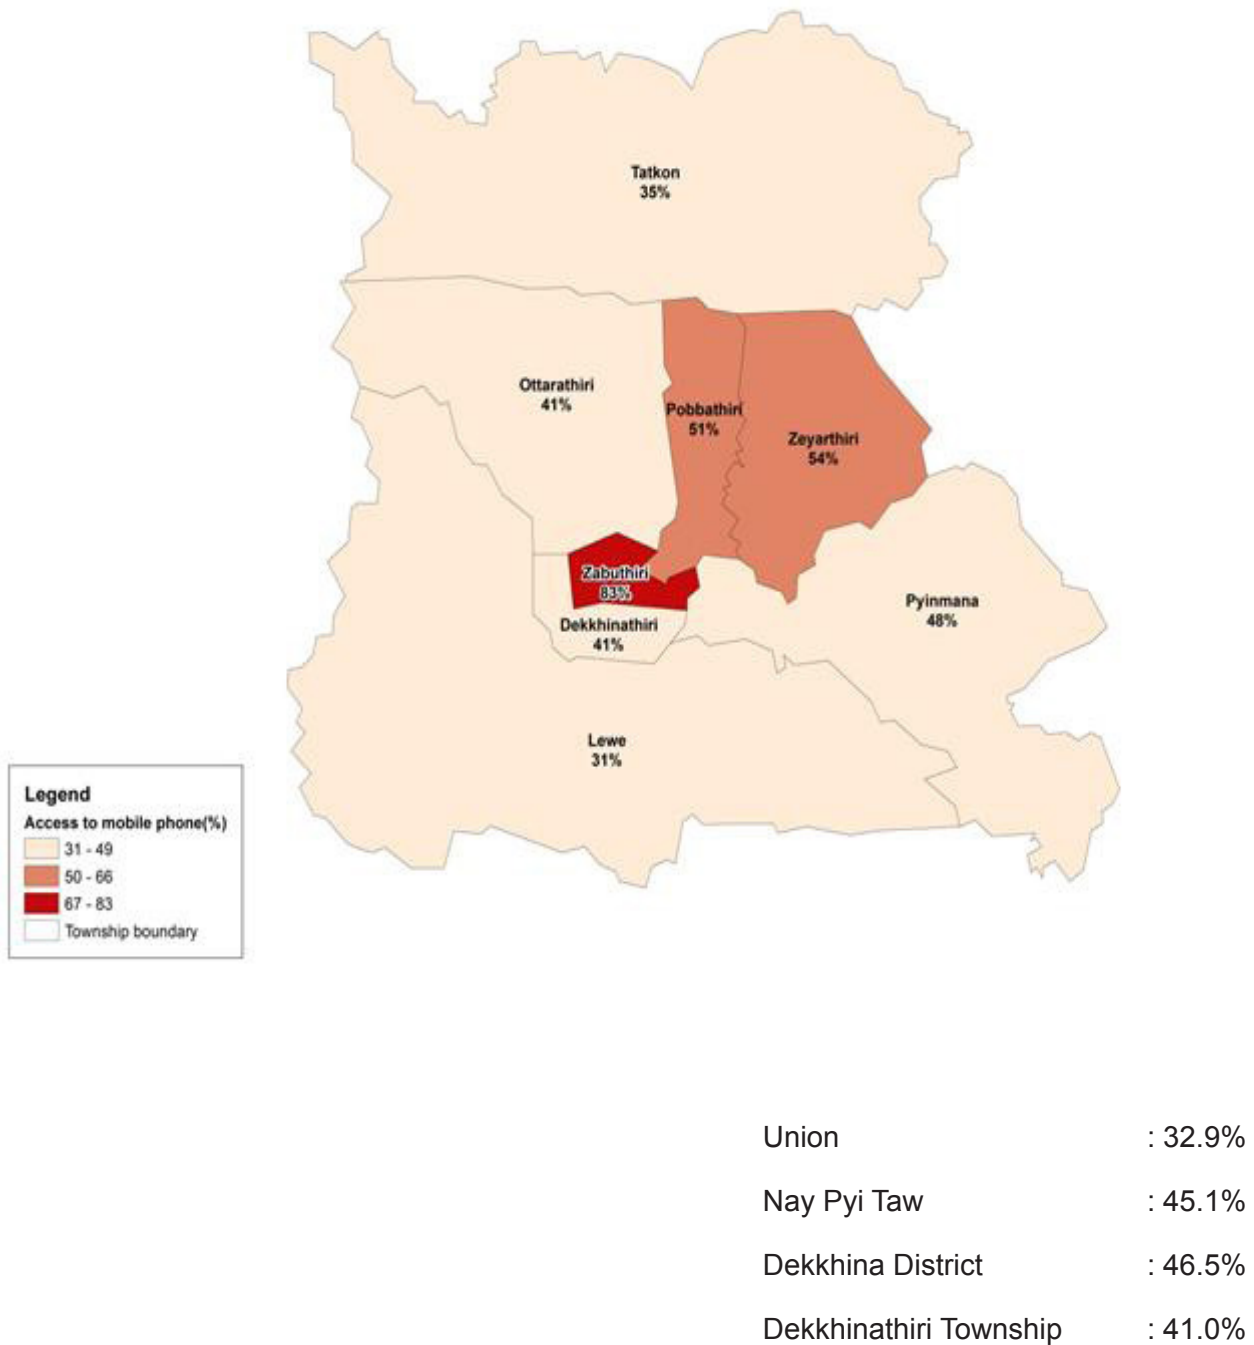 Tatkon
35%
Ottarathiri
41%
Pobbathiri
51%
Zeyarthiri
54%
Zabuthiri
83%
Dekkhinathiri
41%
Pyinmana
48%
Lewe
31%
Legend
Access to mobile phone(%)
31 - 49
50 - 66
67 - 83
Township boundary
Union : 32.9%
Nay Pyi Taw : 45.1%
Dekkhina District : 46.5%
Dekkhinathiri Township : 41.0%